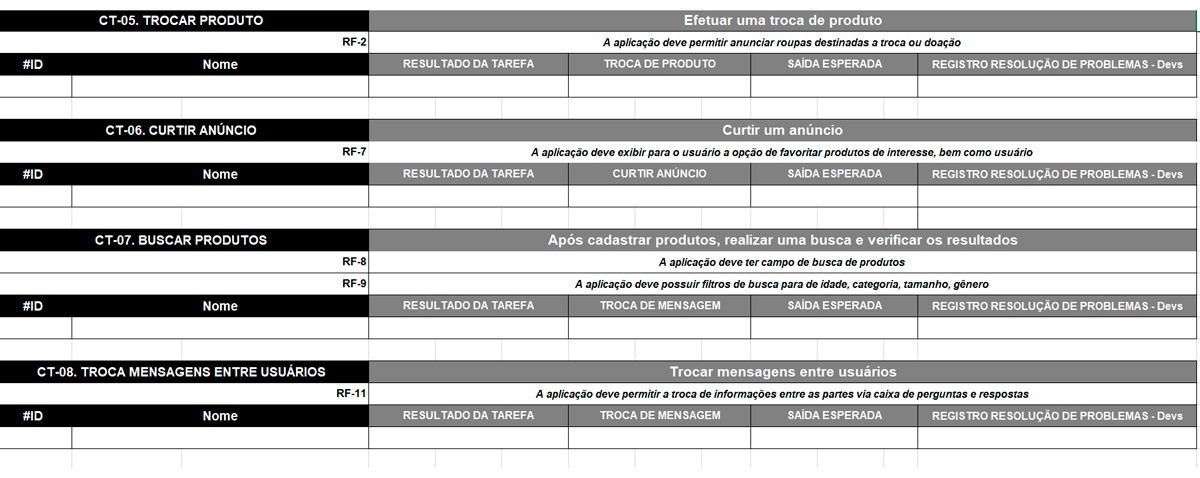 CT-05. TROCAR PRODUTO Efetuar uma troca de produto
RF-2 A aplicação deve permitir anunciar roupas destinadas a troca ou doação
#ID Nome RESULTADO DA TAREFA TROCA DE PRODUTO SAÍDA ESPERADA REGISTRO RESOLUÇÃO DE PROBLEMAS - Devs
CT-06. CURTIR ANÚNCIO Curtir um anúncio
RF-7 A aplicação deve exibir para o usuário a opção de favoritar produtos de interesse, bem como usuário
#ID Nome RESULTADO DA TAREFA CURTIR ANÚNCIO SAÍDA ESPERADA REGISTRO RESOLUÇÃO DE PROBLEMAS - Devs
CT-07. BUSCAR PRODUTOS Após cadastrar produtos, realizar uma busca e verificar os resultados
RF-8 A aplicação deve ter campo de busca de produtos
RF-9 A aplicação deve possuir filtros de busca para de idade, categoria, tamanho, gênero
#ID Nome RESULTADO DA TAREFA TROCA DE MENSAGEM SAÍDA ESPERADA REGISTRO RESOLUÇÃO DE PROBLEMAS - Devs
CT-08. TROCA MENSAGENS ENTRE USUÁRIOS Trocar mensagens entre usuários
RF-11 A aplicação deve permitir a troca de informações entre as partes via caixa de perguntas e respostas
#ID Nome RESULTADO DA TAREFA TROCA DE MENSAGEM SAÍDA ESPERADA REGISTRO RESOLUÇÃO DE PROBLEMAS - Devs